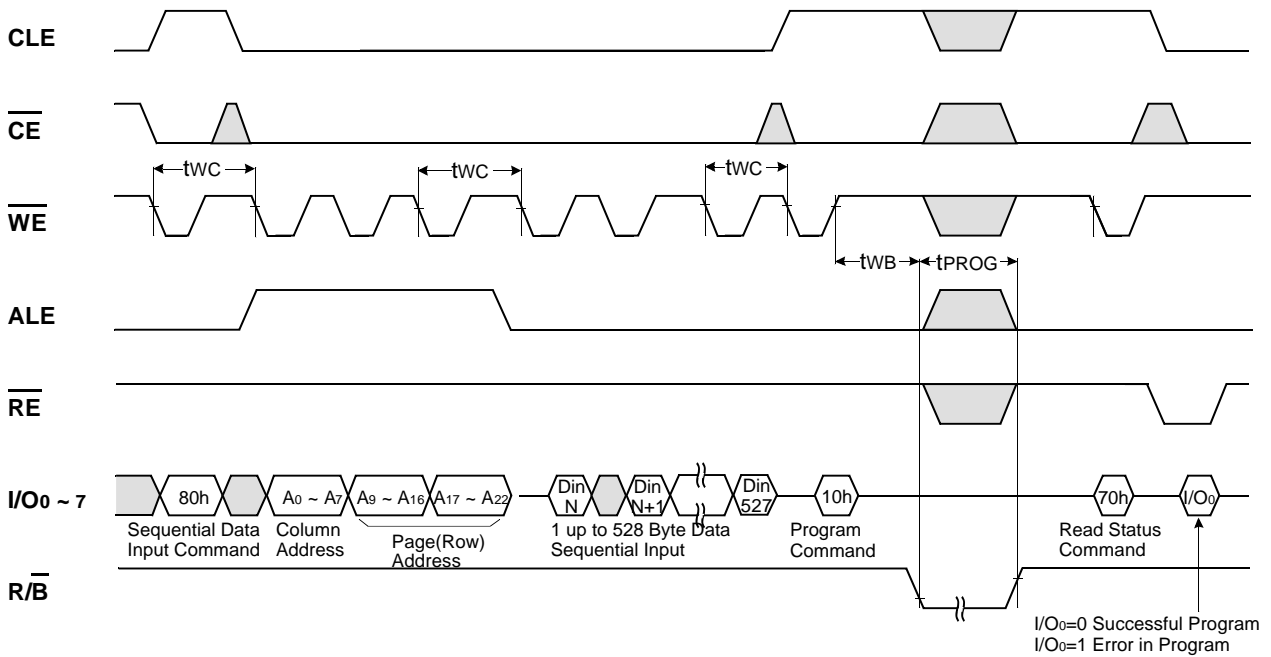 CLE
CE
tWC
tWC
tWC
WE
tWB
tPROG
ALE
RE
I/O0 ~ 7
80h
A0 ~ A7
A9 ~ A16
A17 ~ A22
Din
N
Din
N+1
Din
527
10h
70h
I/O0
Sequential Data
Input Command
Column
Address
Page(Row)
Address
1 up to 528 Byte Data
Sequential Input
Program
Command
Read Status
Command
R/B
I/O0=0 Successful Program
I/O0=1 Error in Program